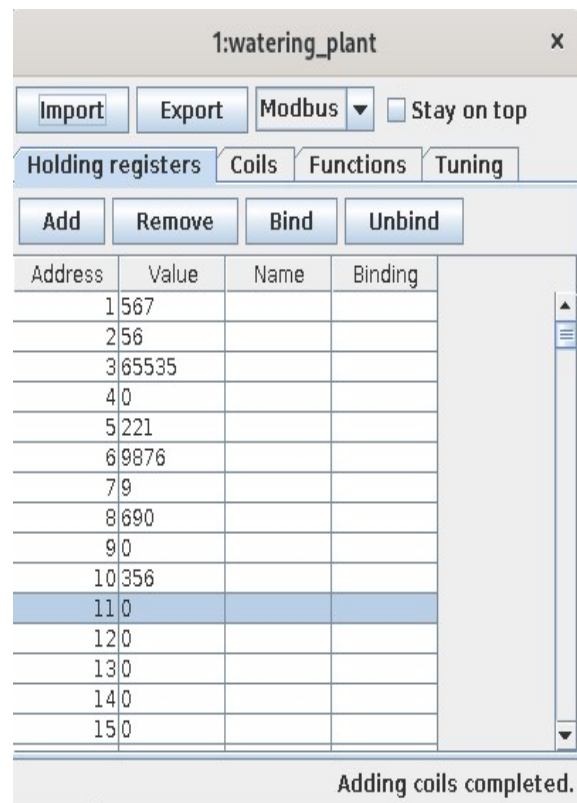 1:watering_plant x
Import Export Modbus Stay on top
Holding registers Coils Functions Tuning
Add Remove Bind Unbind
Address Value Name Binding
1 567
2 56
3 65535
4 0
5 221
6 9876
7 9
8 690
9 0
10 356
11 0
12 0
13 0
14 0
15 0
Adding coils completed.